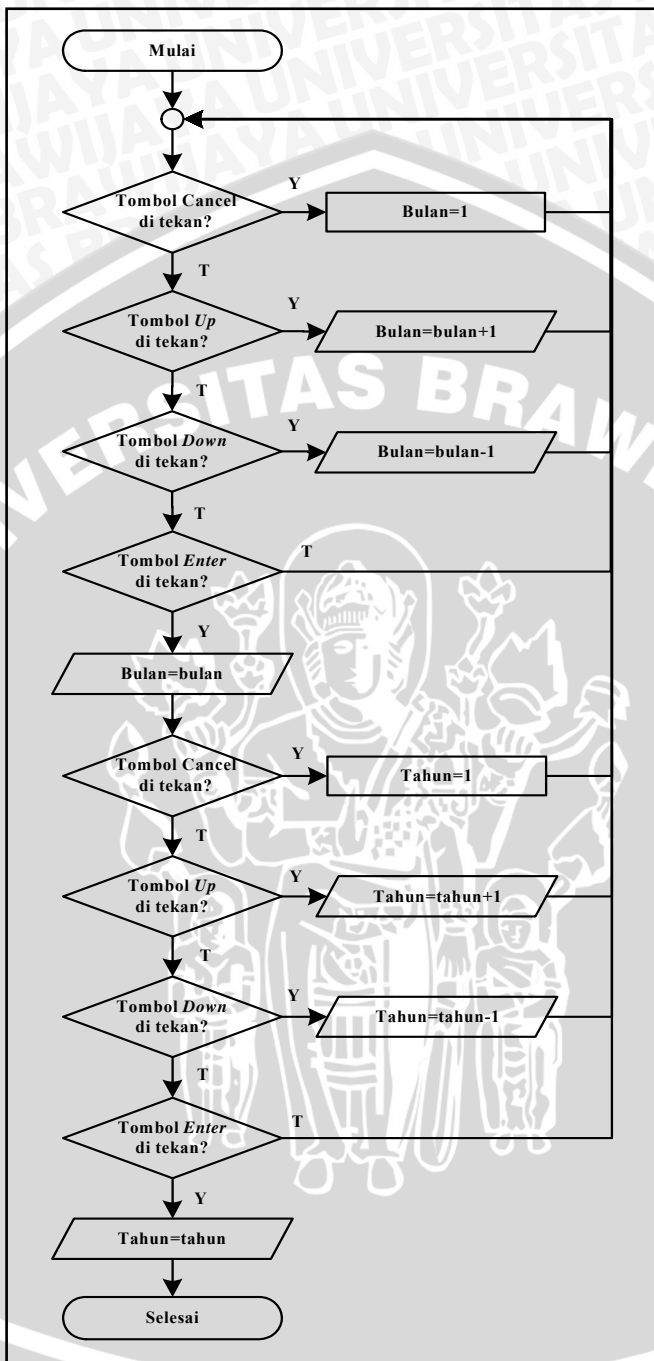 Mulai
Tombol Cancel
di tekan?
Y
Bulan=1
T
Tombol Up
di tekan?
Y
Bulan=bulan+1
T
Tombol Down
di tekan?
Y
Bulan=bulan-1
T
Tombol Enter
di tekan?
T
Y
Bulan=bulan
Tombol Cancel
di tekan?
Y
Tahun=1
T
Tombol Up
di tekan?
Y
Tahun=tahun+1
T
Tombol Down
di tekan?
Y
Tahun=tahun-1
T
Tombol Enter
di tekan?
T
Y
Tahun=tahun
Selesai